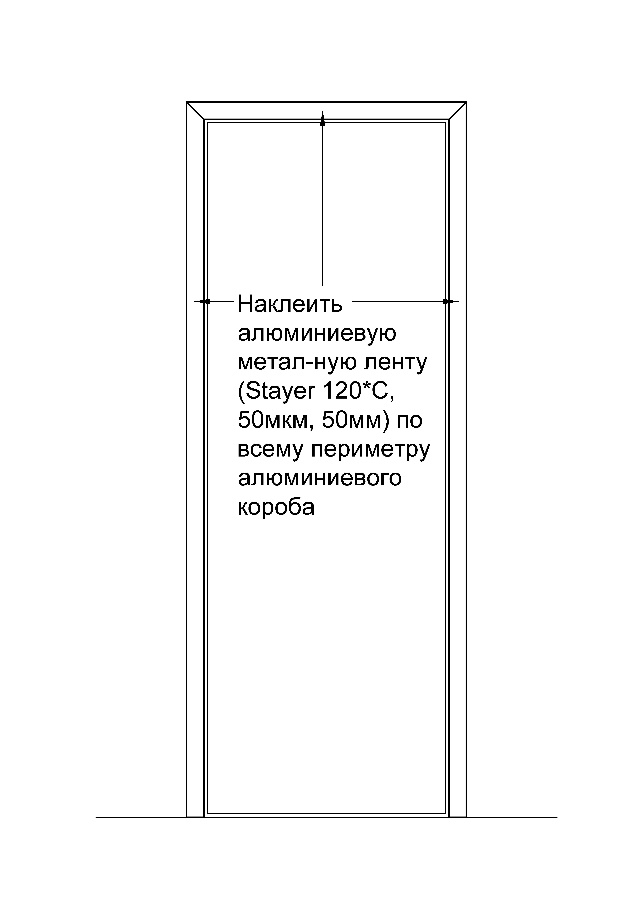 Наклеить
алюминиевую
метал-ную ленту
(Stayer 120*С,
50мкм, 50мм) по
всему периметру
алюминиевого
короба